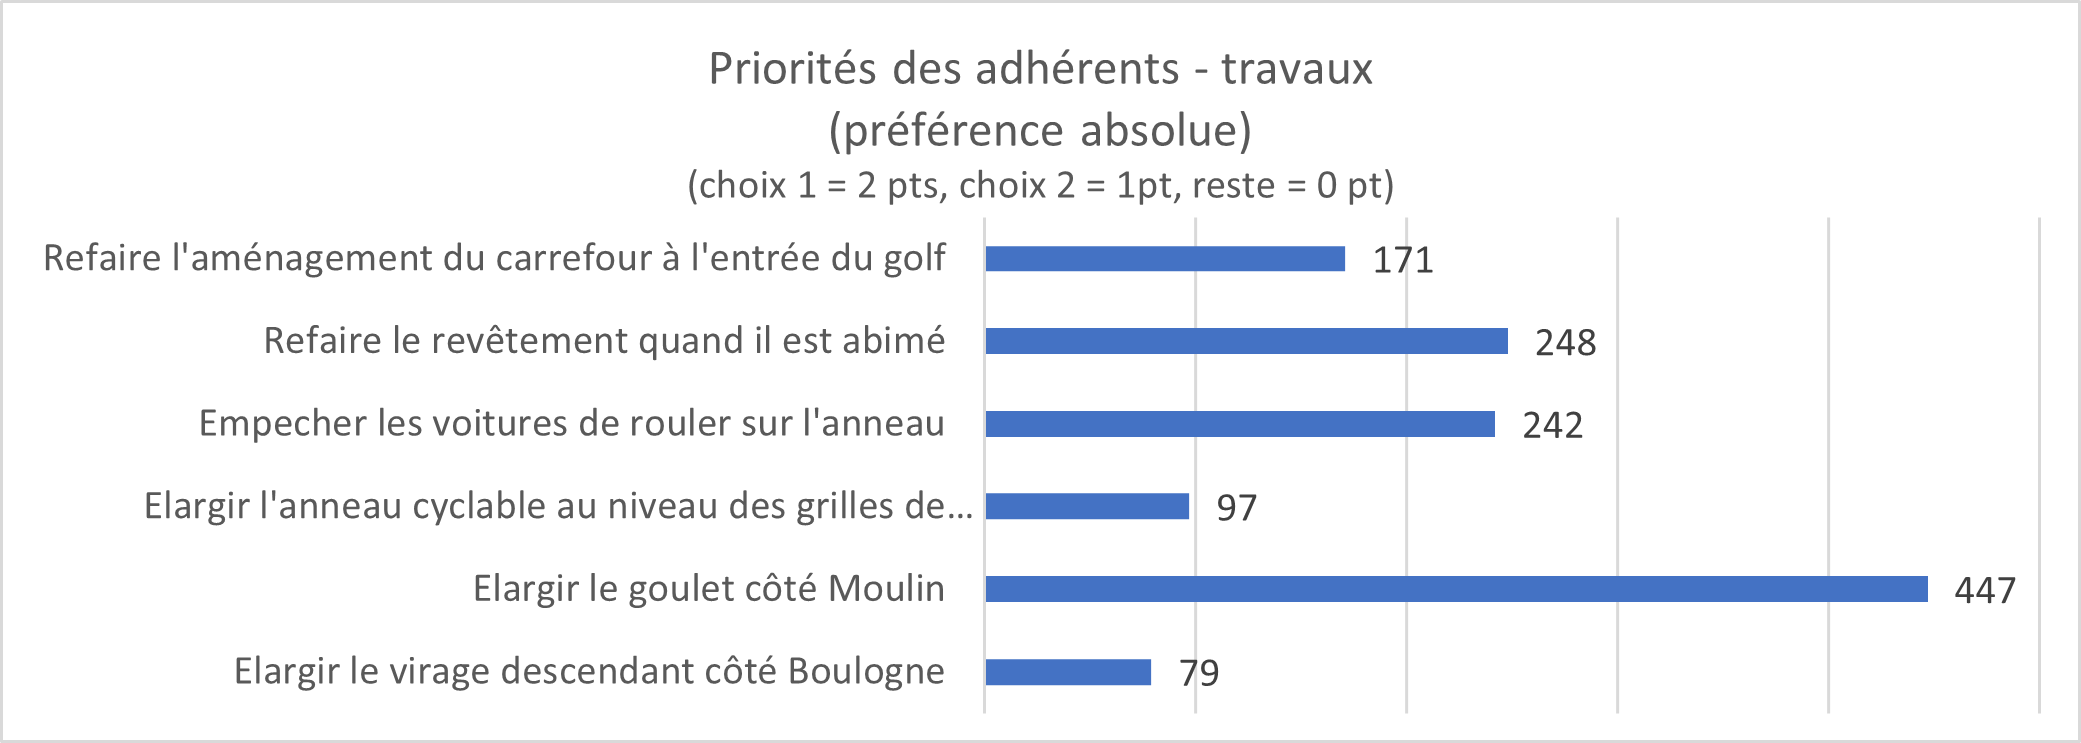 Priorités des adhérents - travaux
(préférence absolue)
(choix 1 = 2 pts, choix 2 = 1pt, reste = 0 pt)
Refaire l'aménagement du carrefour à l'entrée du golf 171
Refaire le revêtement quand il est abimé 248
Empecher les voitures de rouler sur l'anneau 242
Elargir l'anneau cyclable au niveau des grilles de... 97
Elargir le goulet côté Moulin 447
Elargir le virage descendant côté Boulogne 79